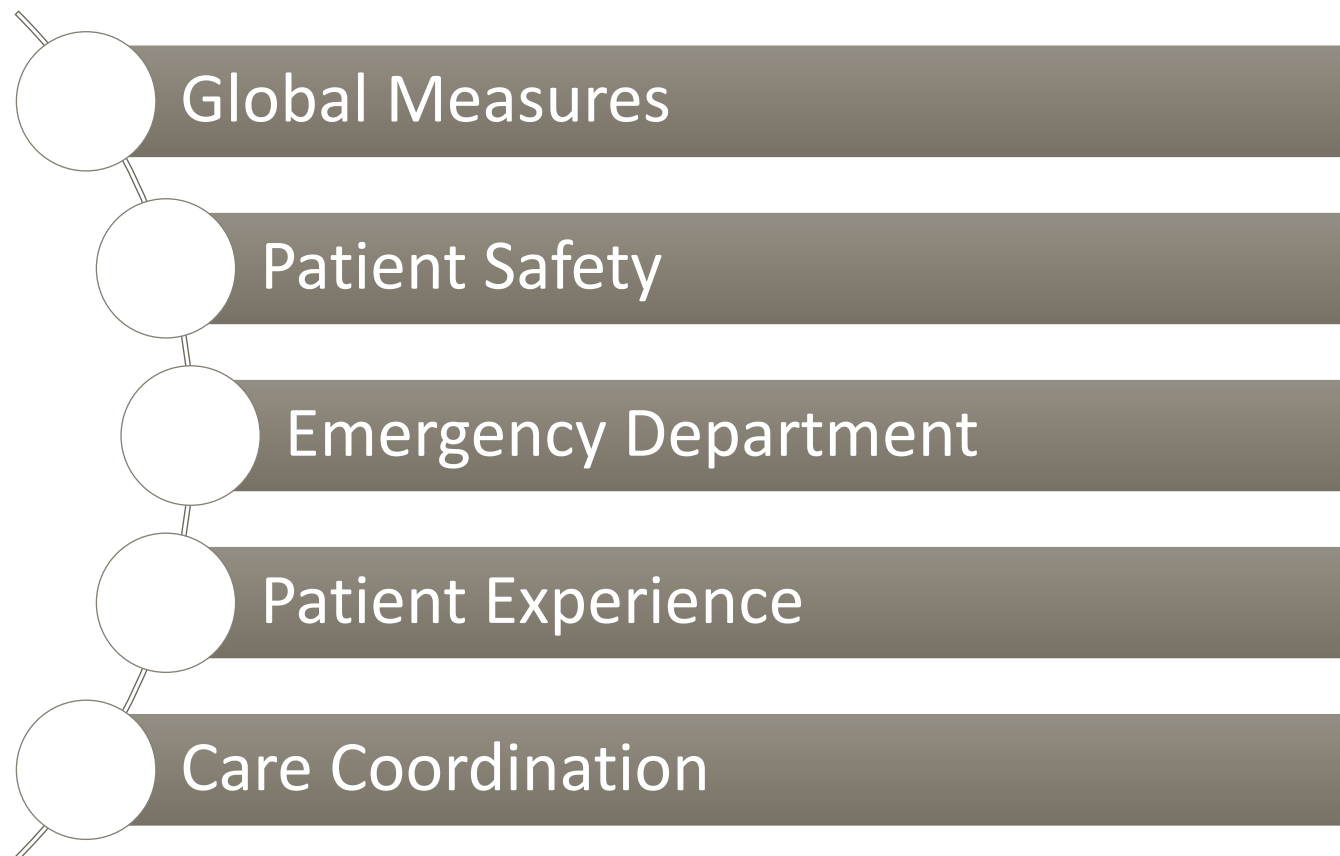 Global Measures
Patient Safety
Emergency Department
Patient Experience
Care Coordination